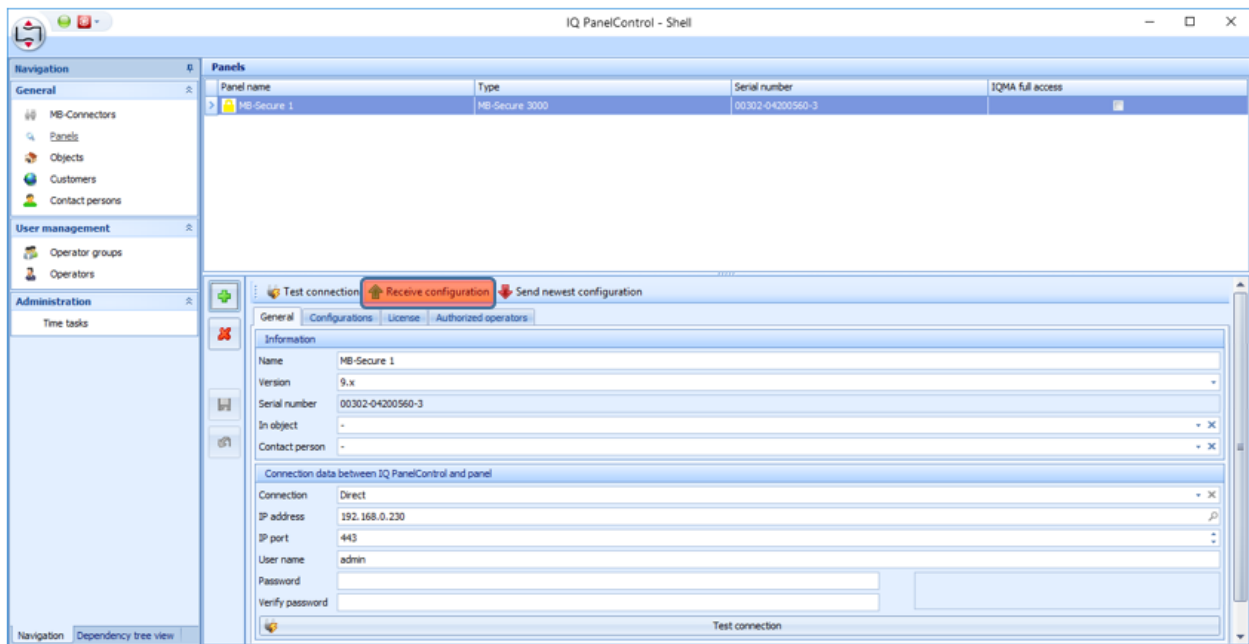 IQ PanelControl - Shell
Navigation
General
MB-Connectors
Panels
Objects
Customers
Contact persons
User management
Operator groups
Operators
Administration
Time tasks
Navigation Dependency tree view
Panels
Panel name Type Serial number IQMA full access
MB-Secure 1 MB-Secure 3000 00302-04200560-3
Test connection Receive configuration Send newest configuration
General Configurations License Authorized operators
Information
Name MB-Secure 1
Version 9.x
Serial number 00302-04200560-3
In object -
Contact person -
Connection data between IQ PanelControl and panel
Connection Direct
IP address 192.168.0.230
IP port 443
User name admin
Password
Verify password
Test connection